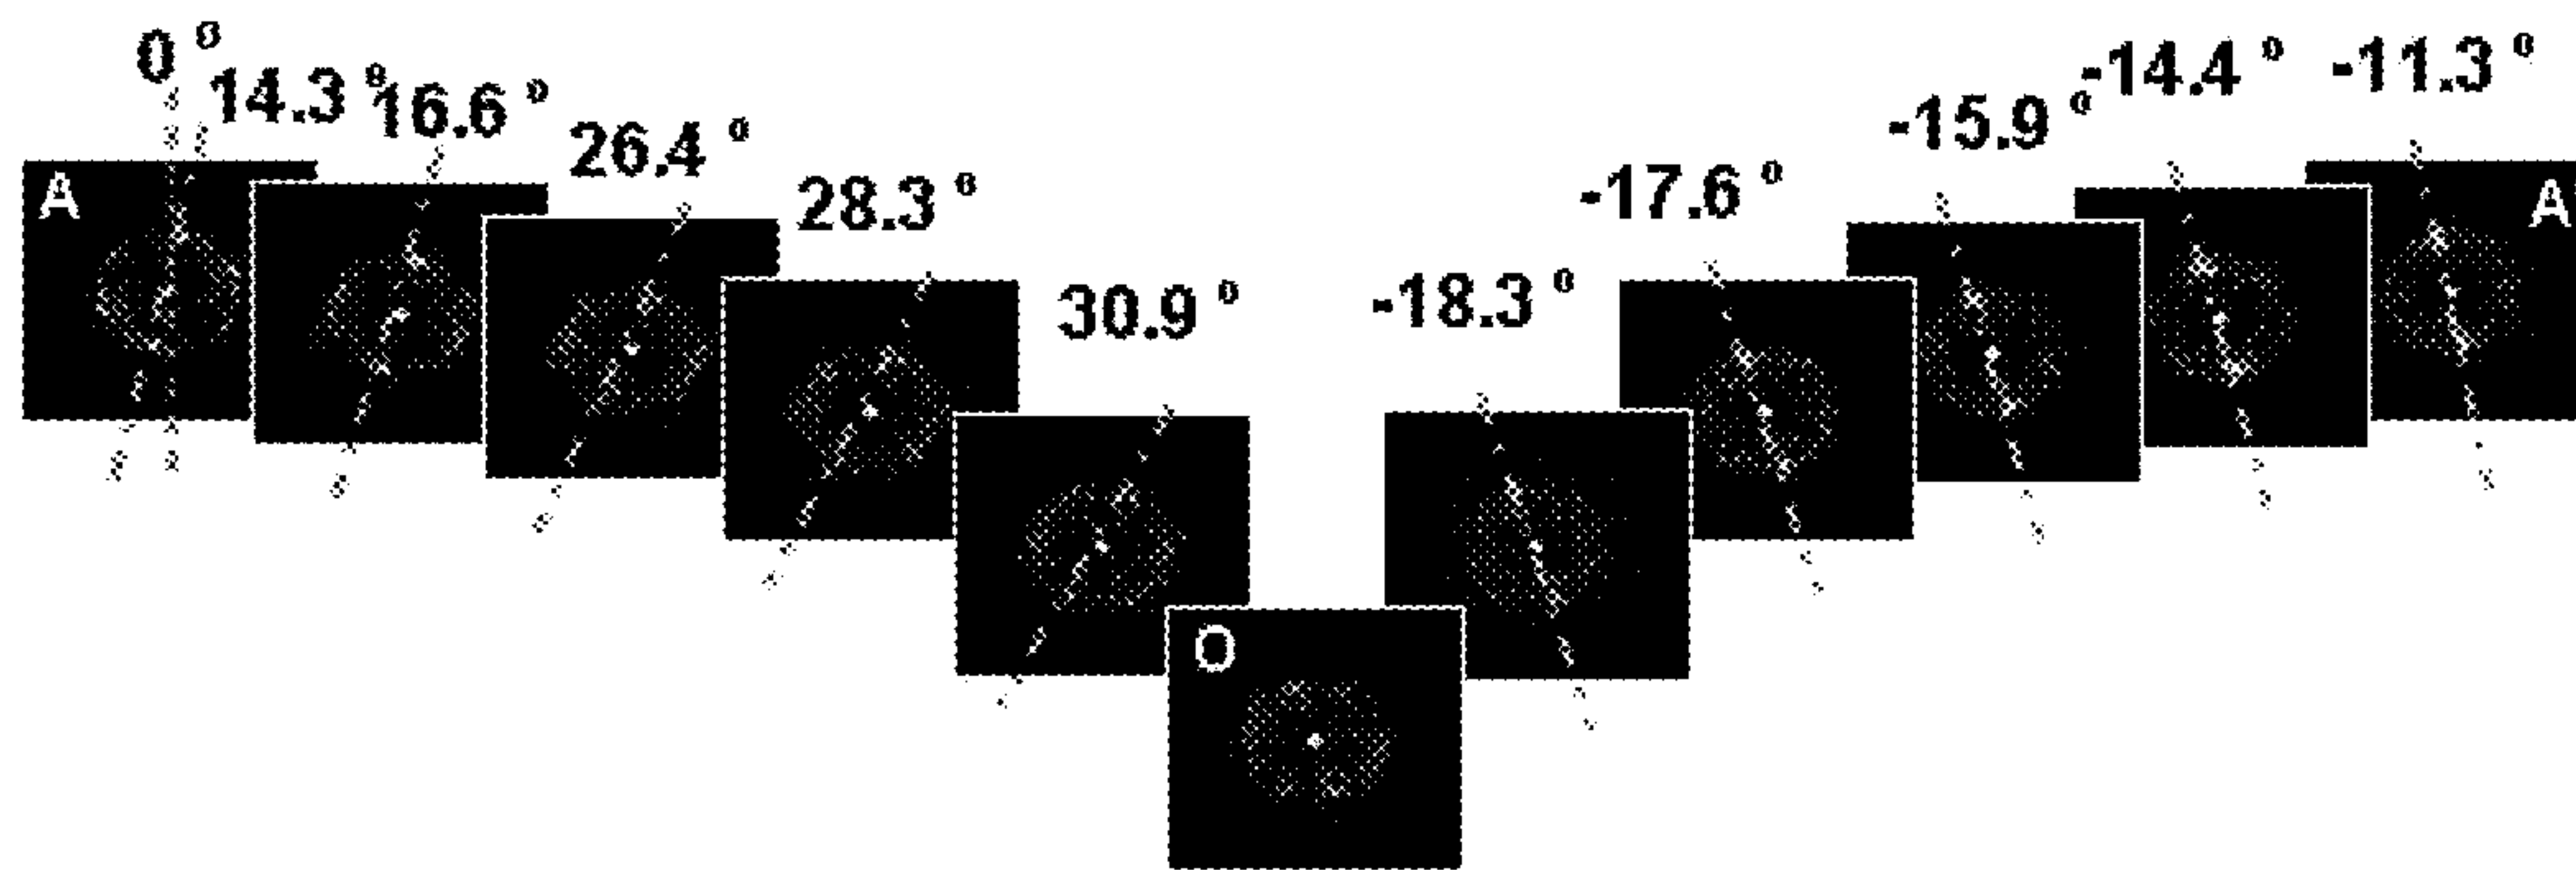 0 º
14.3 º
16.6 º
26.4 º
28.3 º
30.9 º
-18.3 º
-17.6 º
-15.9 º
-14.4 º
-11.3 º
A
A'
O